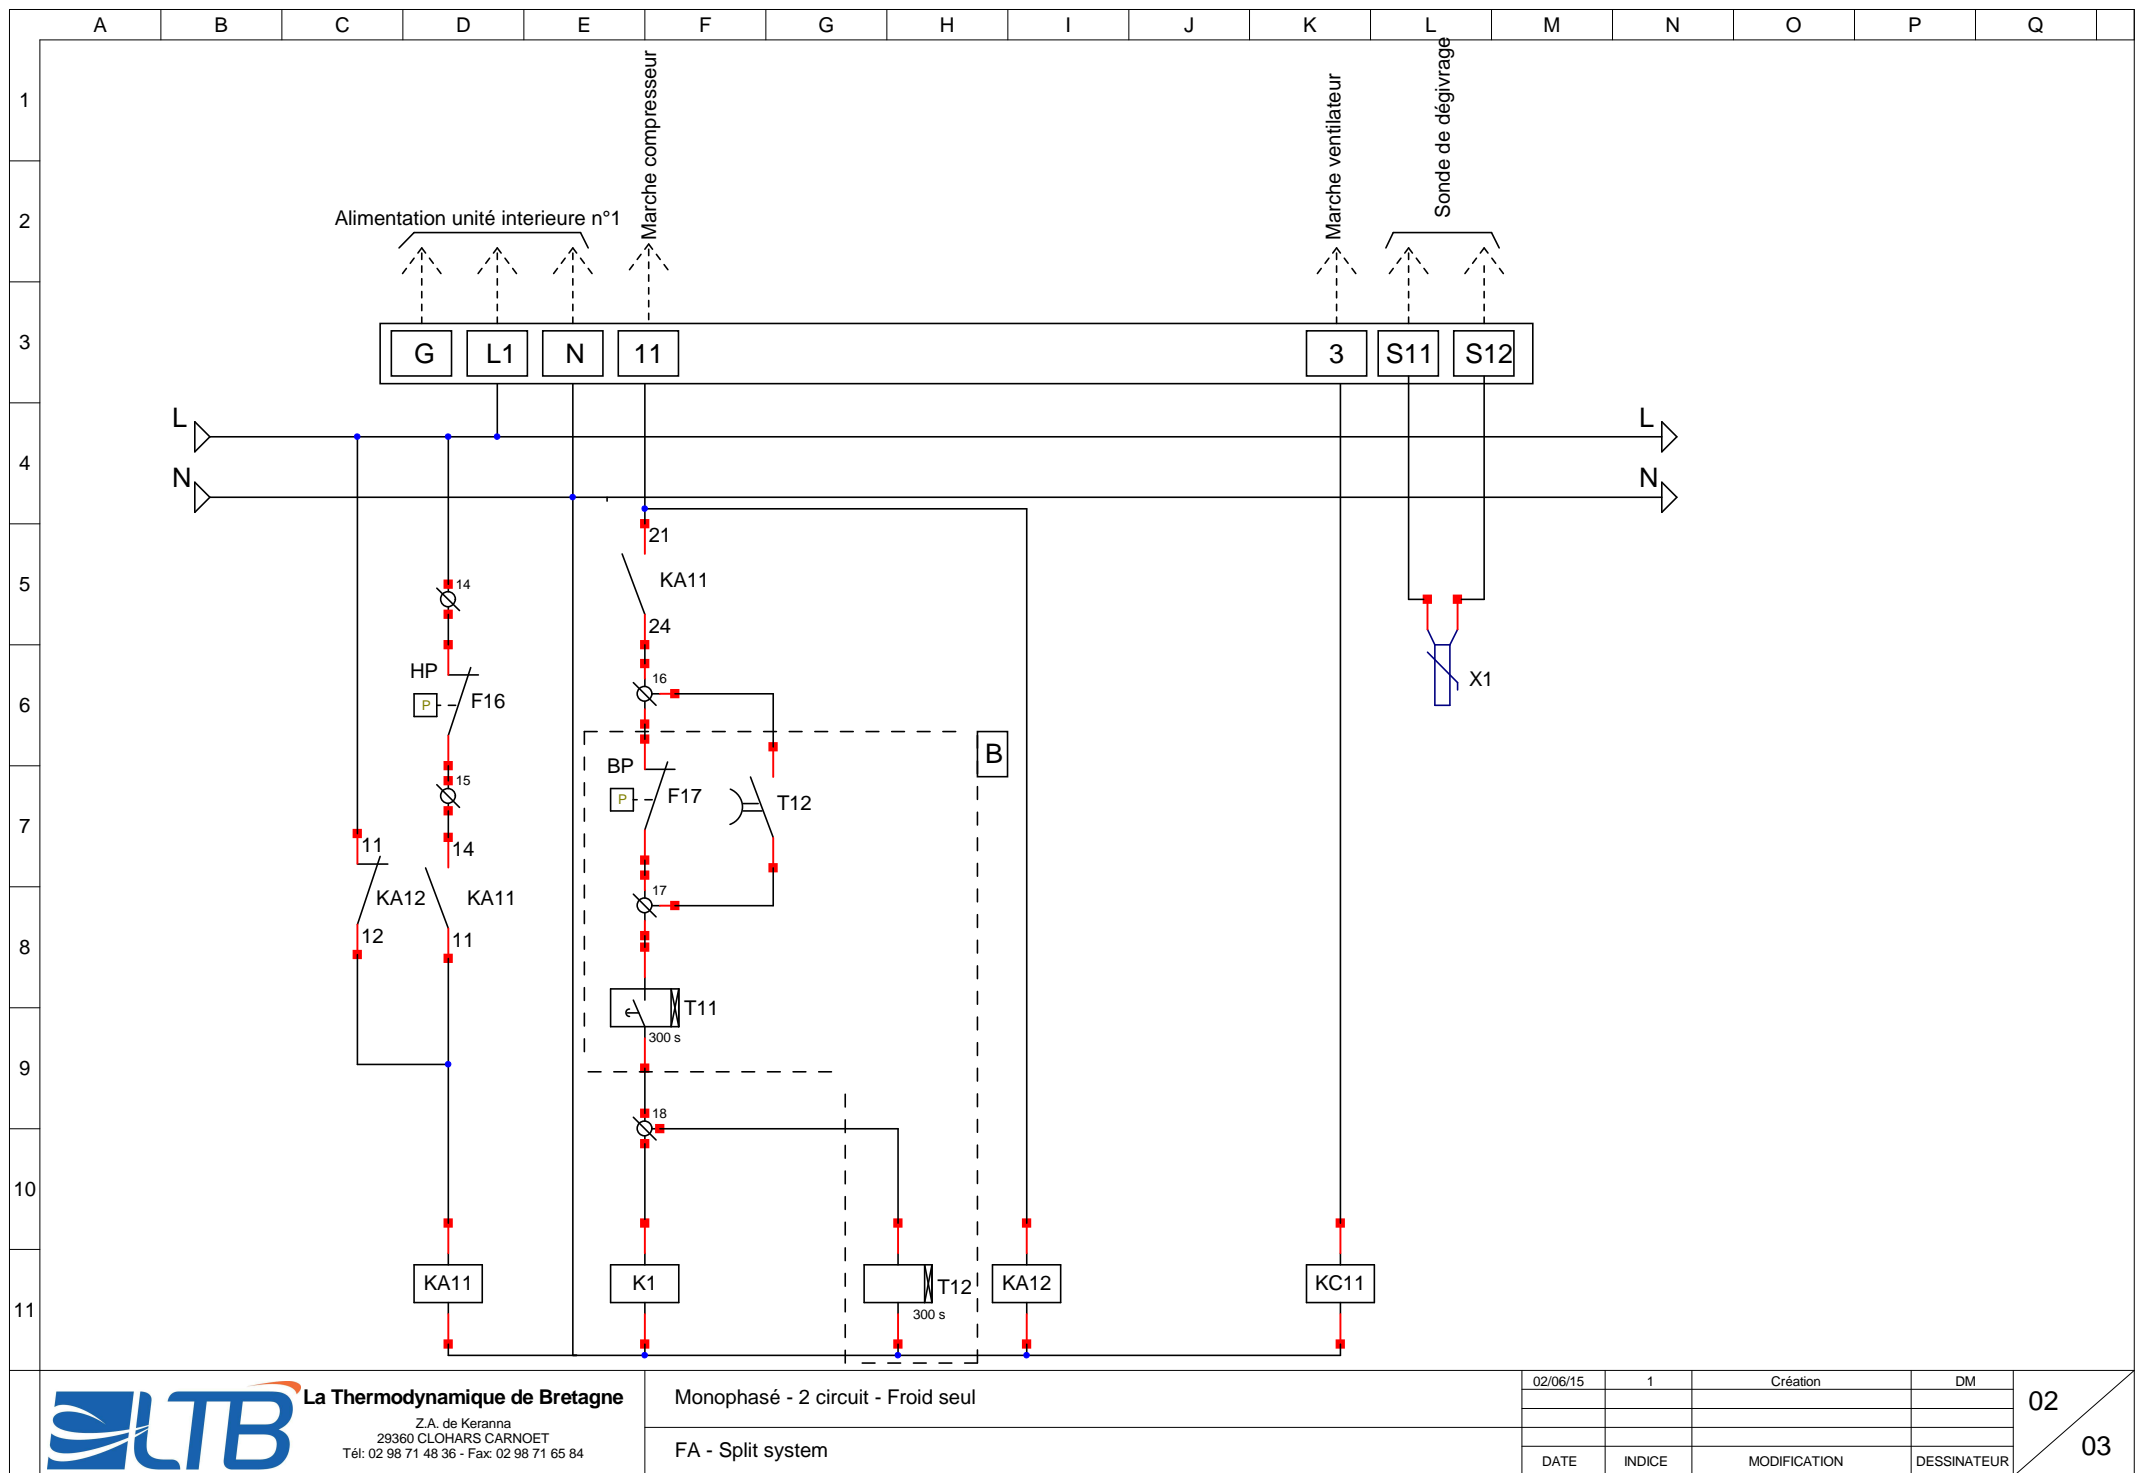 A B C D E F G H I J K L M N O P Q
1
Marche compresseur
Marche ventilateur
Sonde de dégivrage
2
Alimentation unité interieure n°1
3
G L1 N 11 3 S11 S12
L L
4
N N
21
5
14
KA11
24
HP
16
X1
6
P F16
B
BP
15
P F17 T12
7
11 14
17
KA12 KA11
8
12 11
T11
300 s
9
18
10
KA11 K1 T12 KA12 KC11
11
300 s
LTB
La Thermodynamique de Bretagne
Z.A. de Keranna
29360 CLOHARS CARNOET
Tél: 02 98 71 48 36 - Fax: 02 98 71 65 84
Monophasé - 2 circuit - Froid seul
FA - Split system
02/06/15 1 Création DM
DATE INDICE MODIFICATION DESSINATEUR
02
03